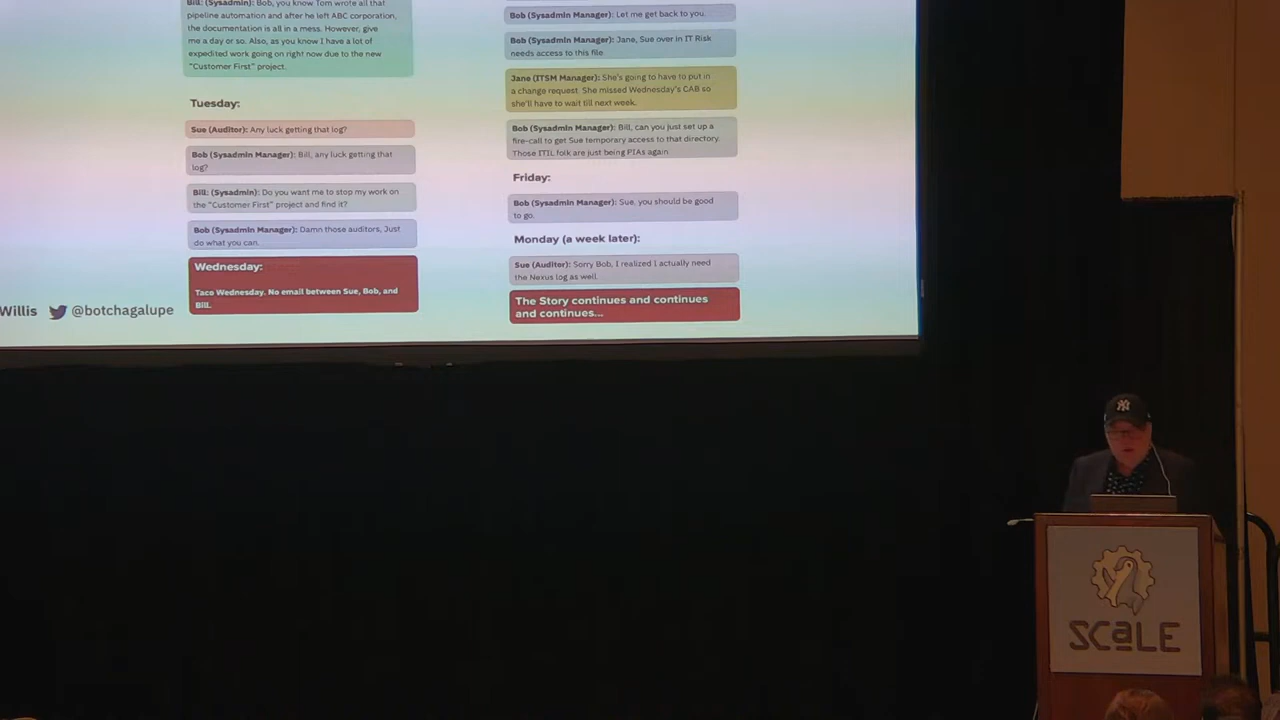 Bill: (Sysadmin): Bob, you know Tom wrote all that
pipeline automation and after he left ABC corporation,
the documentation is all in a mess. However, give
me a day or so. Also, as you know I have a lot of
expedited work going on right now due to the new
"Customer First" project.
Tuesday:
Sue (Auditor): Any luck getting that log?
Bob (Sysadmin Manager): Bill, any luck getting that
log?
Bill: (Sysadmin): Do you want me to stop my work on
the "Customer First" project and find it?
Bob (Sysadmin Manager): Damn those auditors, Just
do what you can.
Wednesday:
Taco Wednesday. No email between Sue, Bob, and
Bill.
Willis @botchagalupe
Bob (Sysadmin Manager): Let me get back to you.
Bob (Sysadmin Manager): Jane, Sue over in IT Risk
needs access to this file.
Jane (ITSM Manager): She's going to have to put in
a change request. She missed Wednesday's CAB so
she'll have to wait till next week.
Bob (Sysadmin Manager): Bill, can you just set up a
fire-call to get Sue temporary access to that directory.
Those ITIL folk are just being PIAs again.
Friday:
Bob (Sysadmin Manager): Sue, you should be good
to go.
Monday (a week later):
Sue (Auditor): Sorry Bob, I realized I actually need
the Nexus log as well.
The Story continues and continues
and continues...
SCaLE